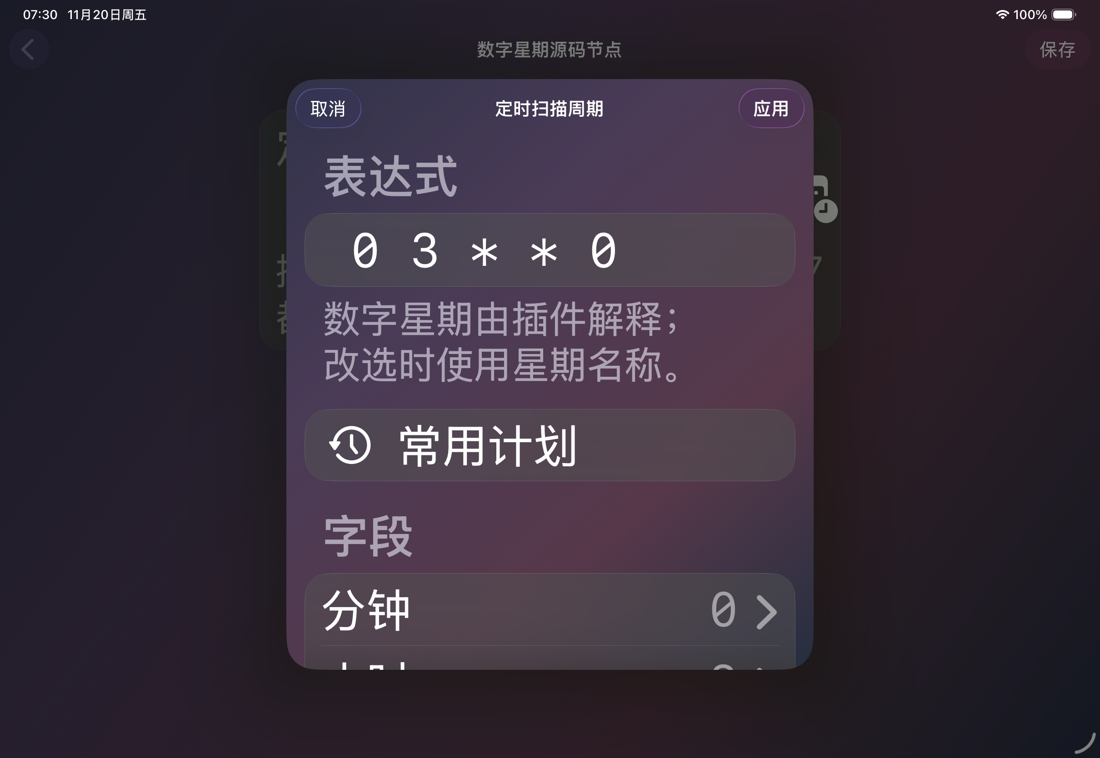 07:30 11月20日周五
100%
数字星期源码节点
保存
取消
定时扫描周期
应用
表达式
0 3 * * 0
数字星期由插件解释；
改选时使用星期名称。
常用计划
字段
分钟
0